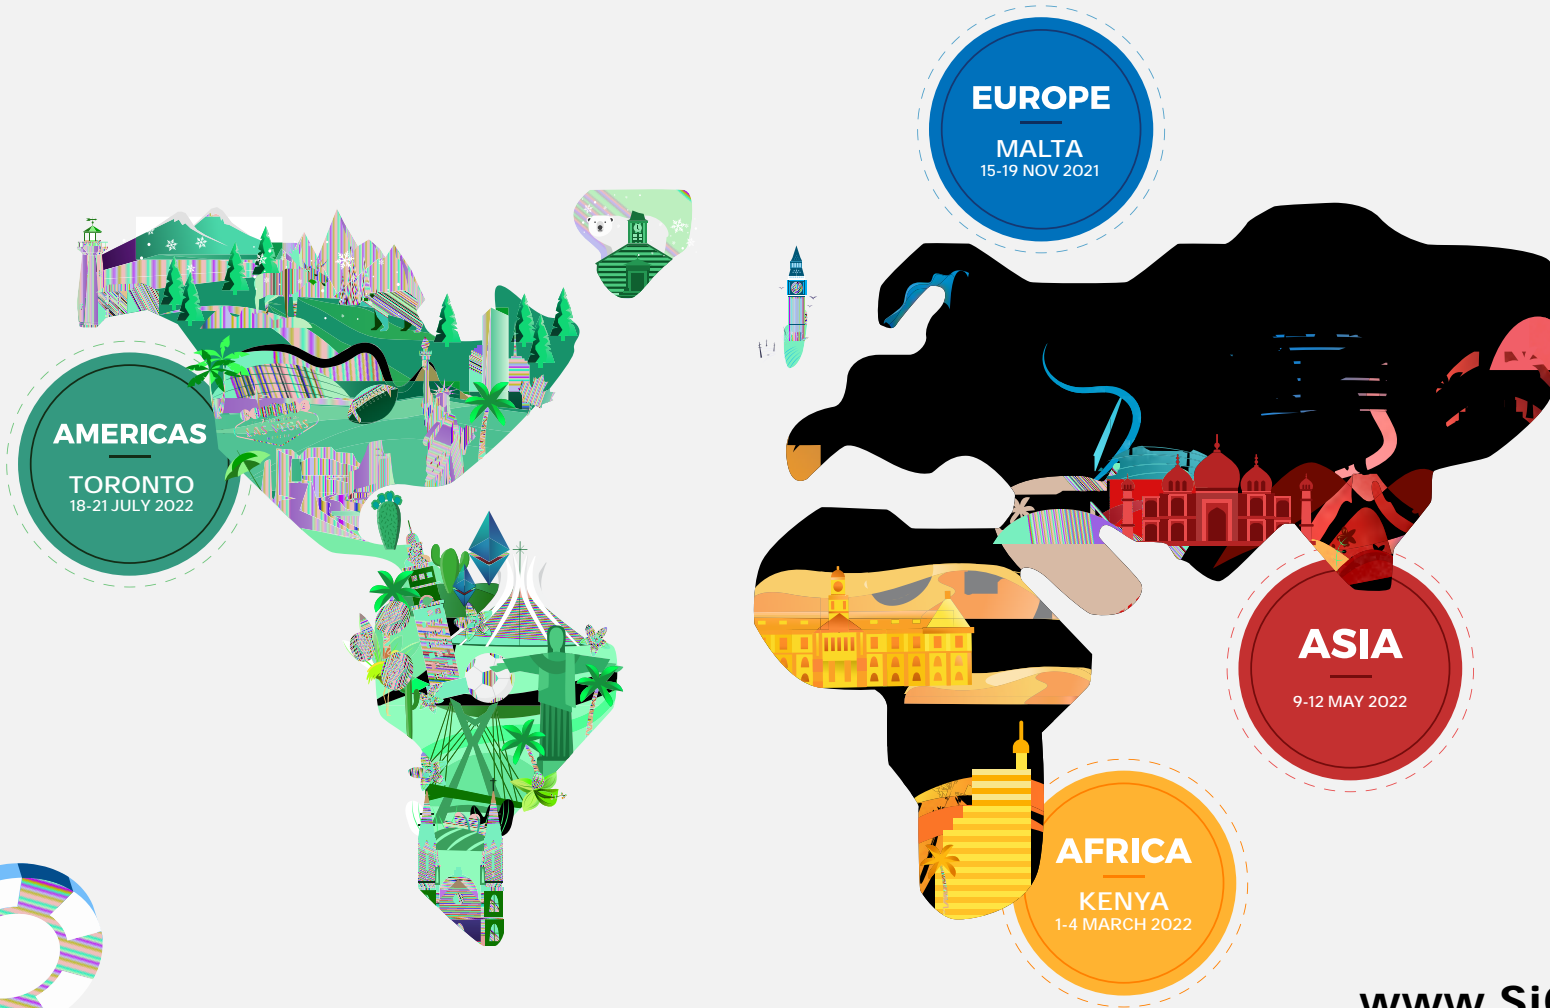 EUROPE
MALTA
15-19 NOV 2021
AMERICAS
TORONTO
18-21 JULY 2022
ASIA
9-12 MAY 2022
AFRICA
KENYA
1-4 MARCH 2022